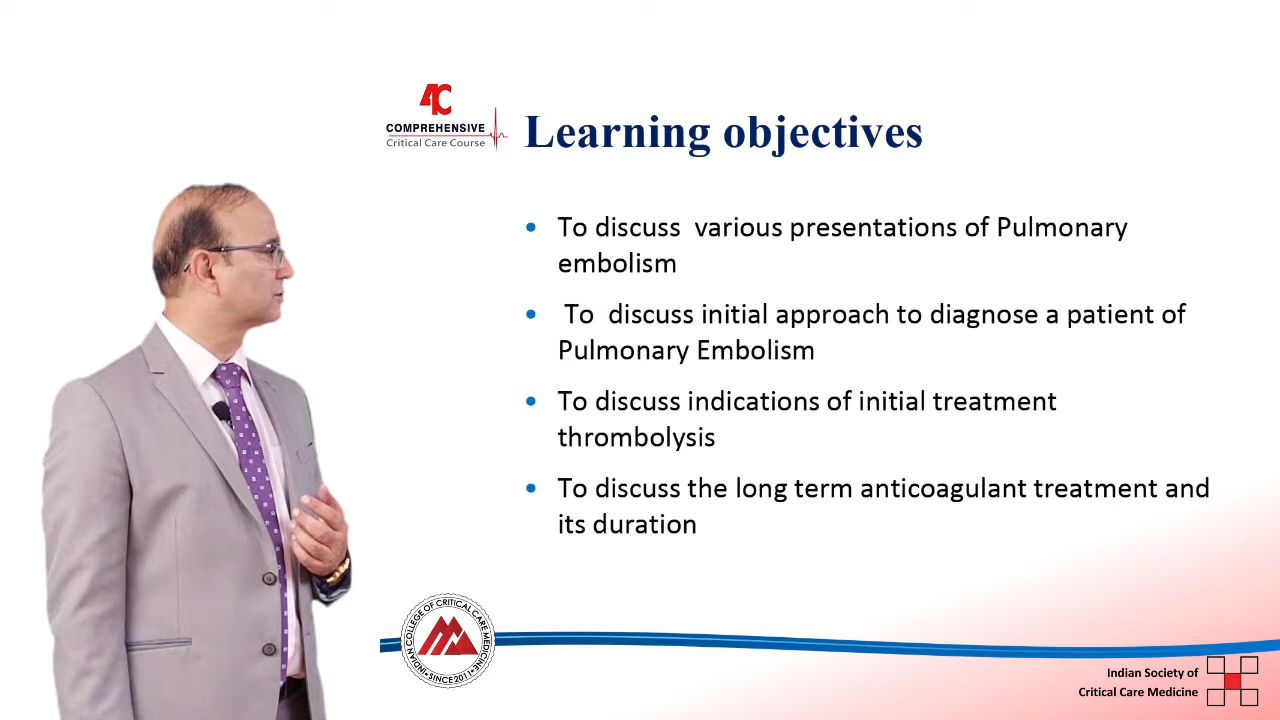 4C
COMPREHENSIVE
Critical Care Course
Learning objectives
• To discuss  various presentations of Pulmonary
embolism
•  To  discuss initial approach to diagnose a patient of
Pulmonary Embolism
• To discuss indications of initial treatment
thrombolysis
• To discuss the long term anticoagulant treatment and
its duration
INDIAN COLLEGE OF CRITICAL CARE MEDICINE
• SINCE 2011 •
Indian Society of
Critical Care Medicine